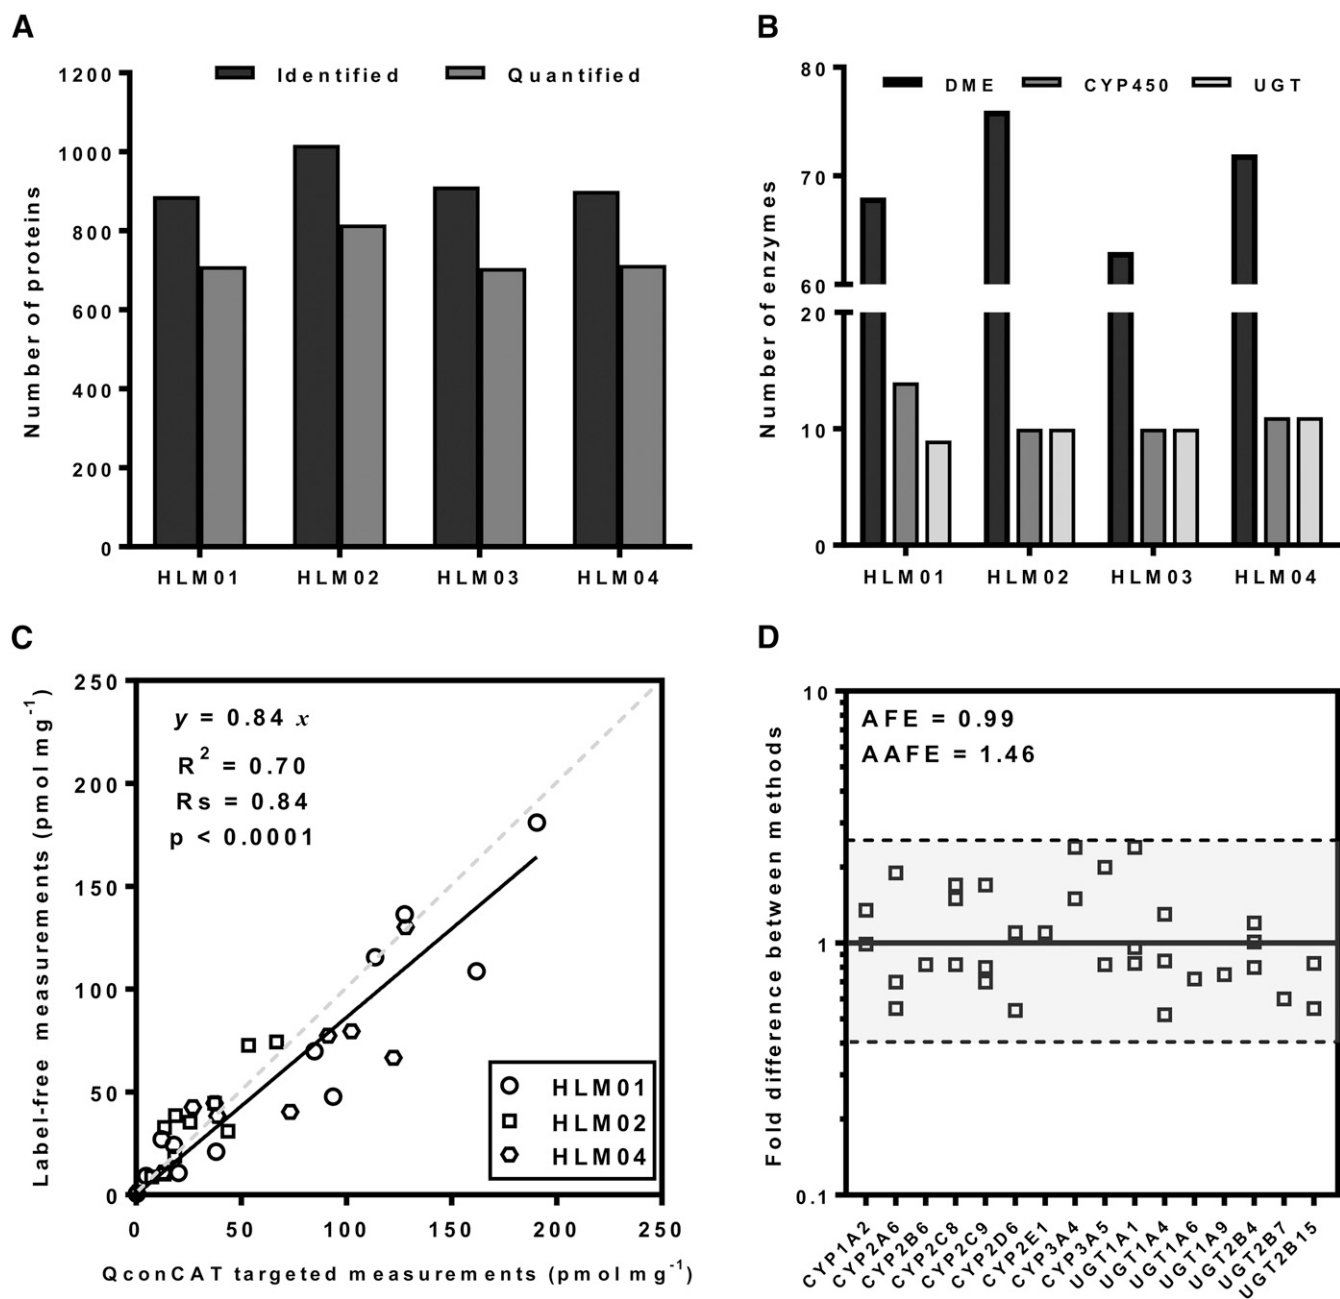 A
Identified
Quantified
Number of proteins
1200
1000
800
600
400
200
0
HLM01
HLM02
HLM03
HLM04
B
DME
CYP450
UGT
Number of enzymes
80
70
60
20
10
0
HLM01
HLM02
HLM03
HLM04
C
y = 0.84 x
R² = 0.70
Rs = 0.84
p < 0.0001
Label-free measurements (pmol mg⁻¹)
250
200
150
100
50
0
HLM01
HLM02
HLM04
0
50
100
150
200
250
QconCAT targeted measurements (pmol mg⁻¹)
D
AFE = 0.99
AAFE = 1.46
Fold difference between methods
10
1
0.1
CYP1A2
CYP2A6
CYP2B6
CYP2C8
CYP2C9
CYP2D6
CYP2E1
CYP3A4
CYP3A5
UGT1A1
UGT1A4
UGT1A6
UGT1A9
UGT2B4
UGT2B7
UGT2B15